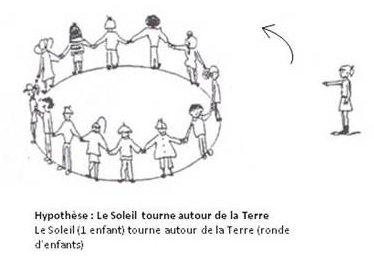 Hypothèse : Le Soleil tourne autour de la Terre
Le Soleil (1 enfant) tourne autour de la Terre (ronde
d'enfants)